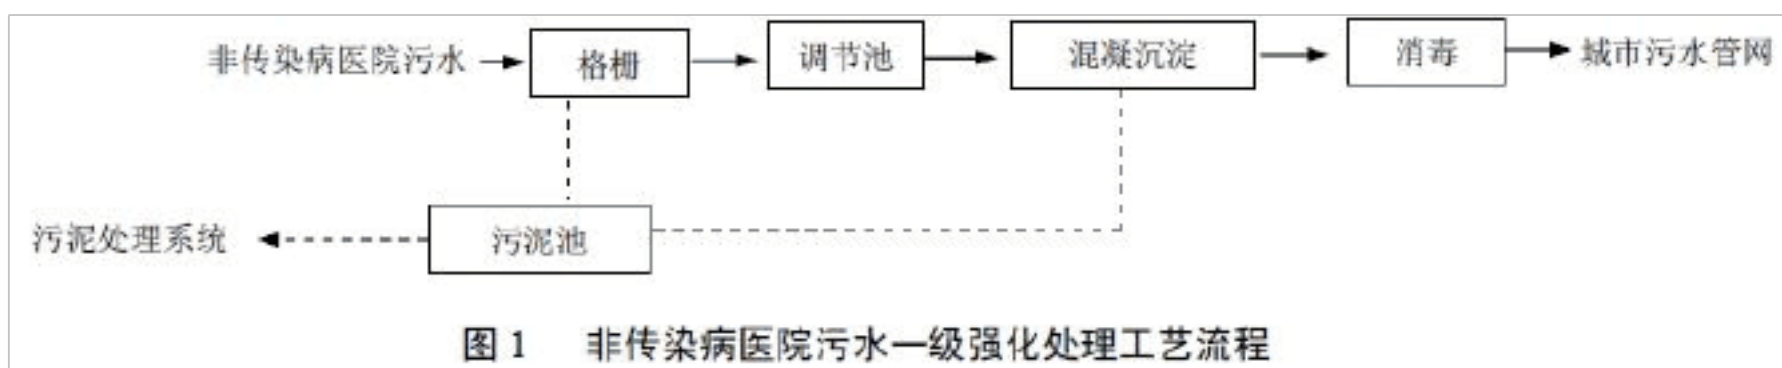 非传染病医院污水
格栅
调节池
混凝沉淀
消毒
城市污水管网
污泥处理系统
污泥池
图 1 非传染病医院污水一级强化处理工艺流程